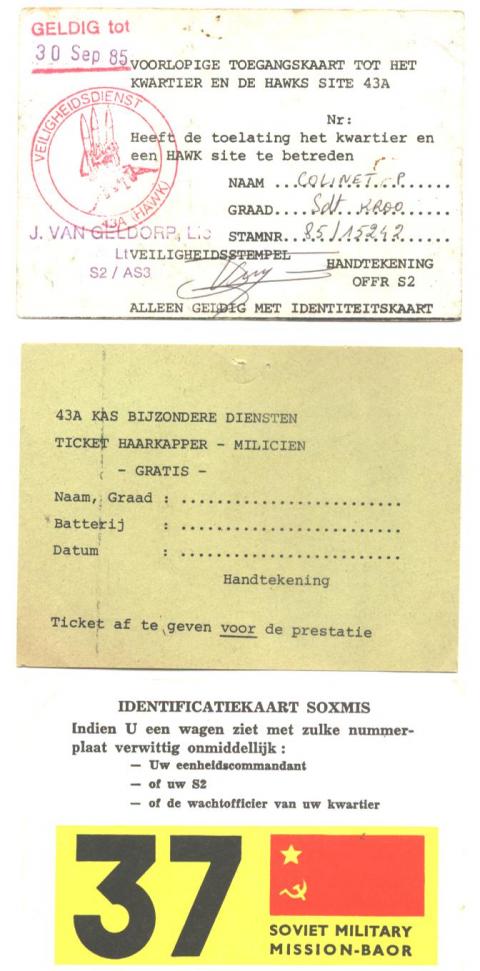 GELDIG tot
30 Sep 85
VOORLOPIGE TOEGANGSKAART TOT HET
KWARTIER EN DE HAWKS SITE 43A
VEILIGHEIDSDIENST
43A (HAWK)
Nr:
Heeft de toelating het kwartier en
een HAWK site te betreden
NAAM ...COLINET.P......
GRAAD....Sdt KROO......
J. VAN GELDORP, Lic
STAMNR ..85/15242......
Lt
VEILIGHEIDSSTEMPEL
S2 / AS3
HANDTEKENING
OFFR S2
ALLEEN GELDIG MET IDENTITEITSKAART
43A KAS BIJZONDERE DIENSTEN
TICKET HAARKAPPER - MILICIEN
- GRATIS -
Naam, Graad : ..........................
Batterij : ..........................
Datum : ..........................
Handtekening
Ticket af te geven voor de prestatie
IDENTIFICATIEKAART SOXMIS
Indien U een wagen ziet met zulke nummer-
plaat verwittig onmiddellijk :
— Uw eenheidscommandant
— of uw S2
— of de wachtofficier van uw kwartier
37
SOVIET MILITARY
MISSION-BAOR